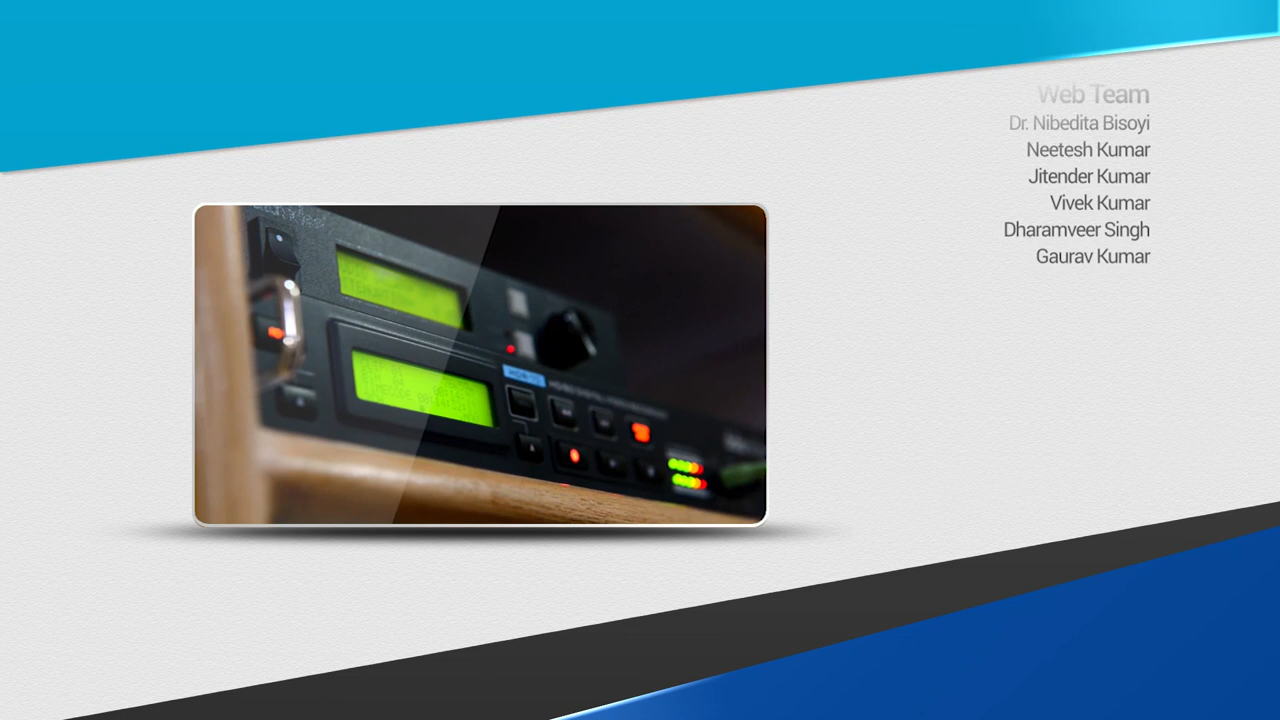 Web Team
Dr. Nibedita Bisoyi
Neetesh Kumar
Jitender Kumar
Vivek Kumar
Dharamveer Singh
Gaurav Kumar